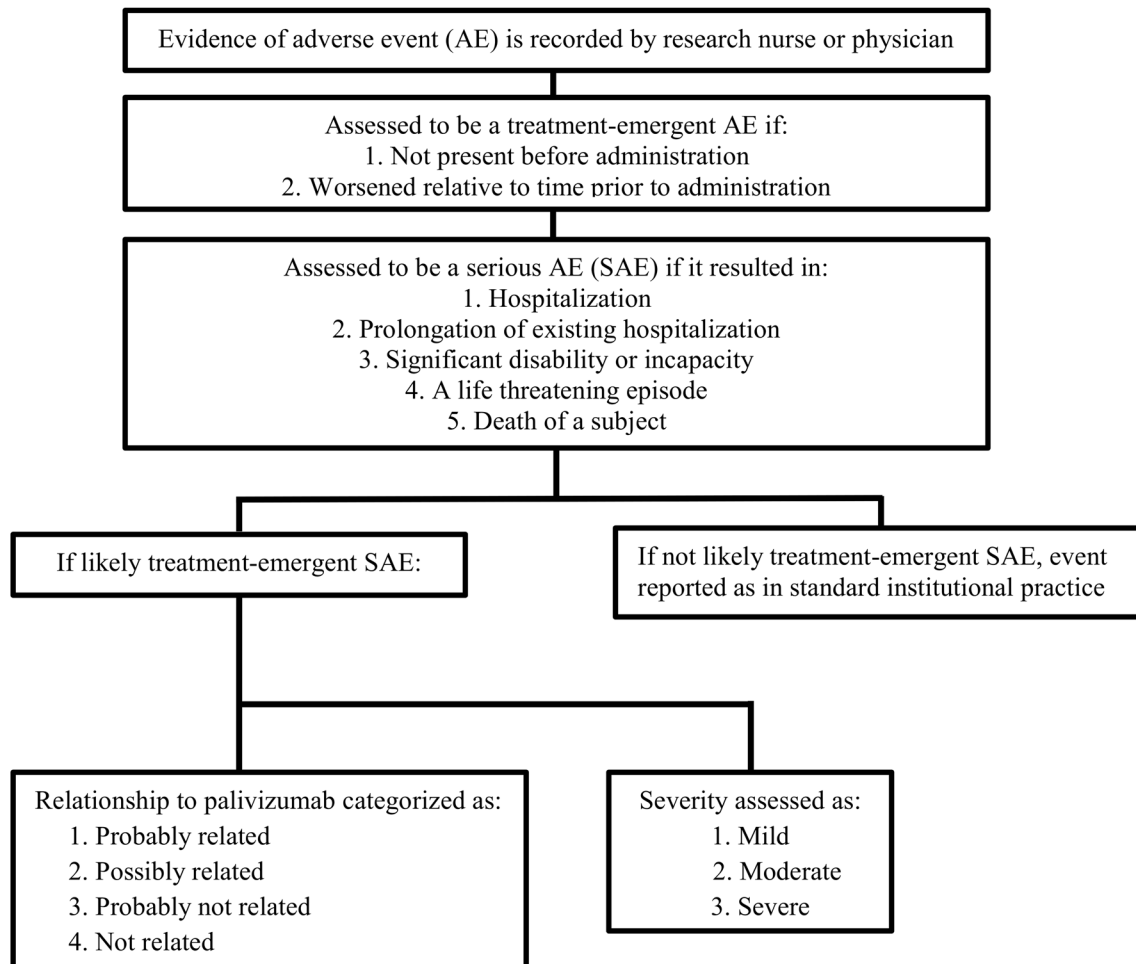 Evidence of adverse event (AE) is recorded by research nurse or physician
Assessed to be a treatment-emergent AE if:
1. Not present before administration
2. Worsened relative to time prior to administration
Assessed to be a serious AE (SAE) if it resulted in:
1. Hospitalization
2. Prolongation of existing hospitalization
3. Significant disability or incapacity
4. A life threatening episode
5. Death of a subject
If likely treatment-emergent SAE:
If not likely treatment-emergent SAE, event
reported as in standard institutional practice
Relationship to palivizumab categorized as:
1. Probably related
2. Possibly related
3. Probably not related
4. Not related
Severity assessed as:
1. Mild
2. Moderate
3. Severe